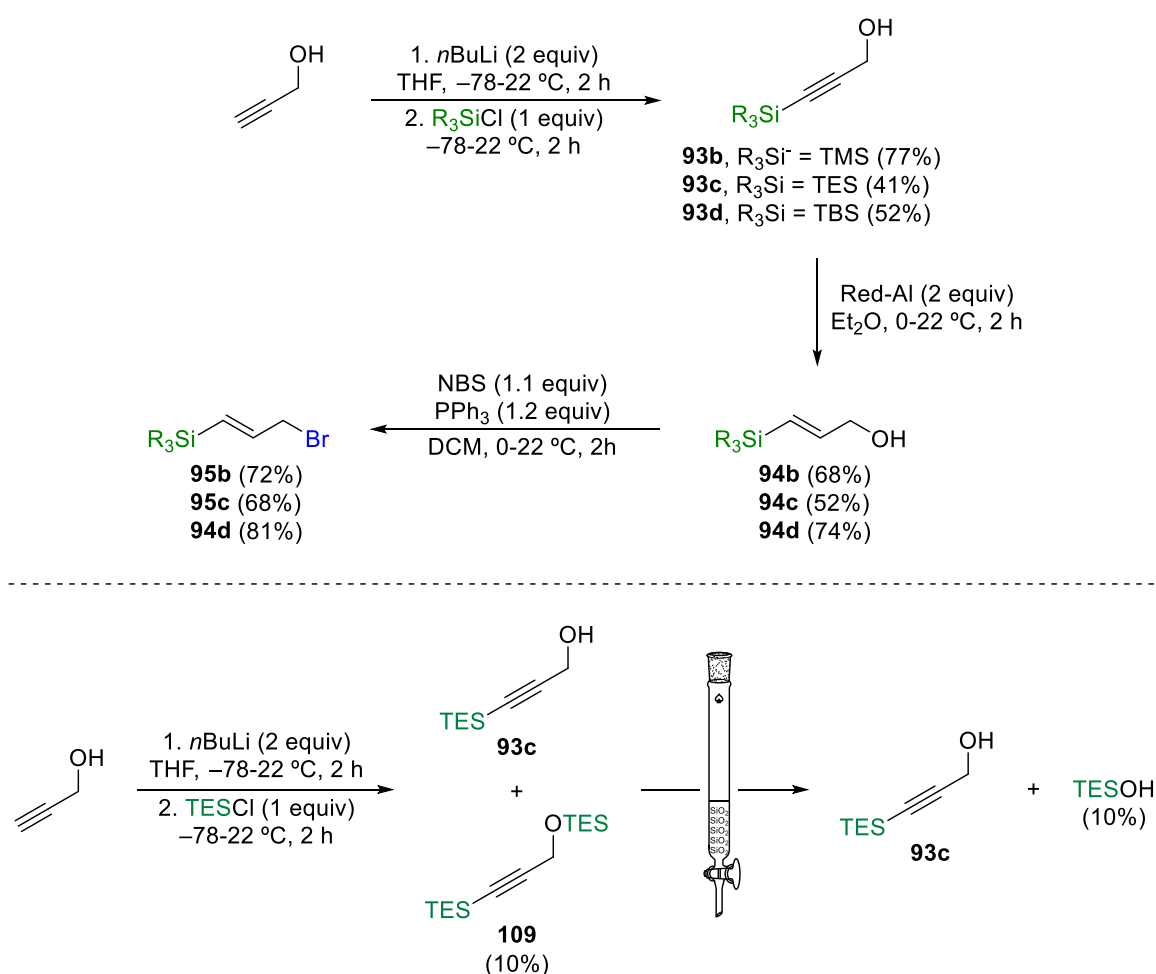 OH
1. nBuLi (2 equiv)
THF, –78-22 ºC, 2 h
2. R3SiCl (1 equiv)
–78-22 ºC, 2 h
OH
R3Si
93b, R3Si- = TMS (77%)
93c, R3Si = TES (41%)
93d, R3Si = TBS (52%)
Red-Al (2 equiv)
Et2O, 0-22 ºC, 2 h
R3Si
OH
94b (68%)
94c (52%)
94d (74%)
NBS (1.1 equiv)
PPh3 (1.2 equiv)
DCM, 0-22 ºC, 2h
R3Si
Br
95b (72%)
95c (68%)
94d (81%)
OH
1. nBuLi (2 equiv)
THF, –78-22 ºC, 2 h
2. TESCl (1 equiv)
–78-22 ºC, 2 h
OH
TES
93c
+
OTES
TES
109
(10%)
SiO2
SiO2
SiO2
SiO2
SiO2
OH
TES
93c
+
TESOH
(10%)